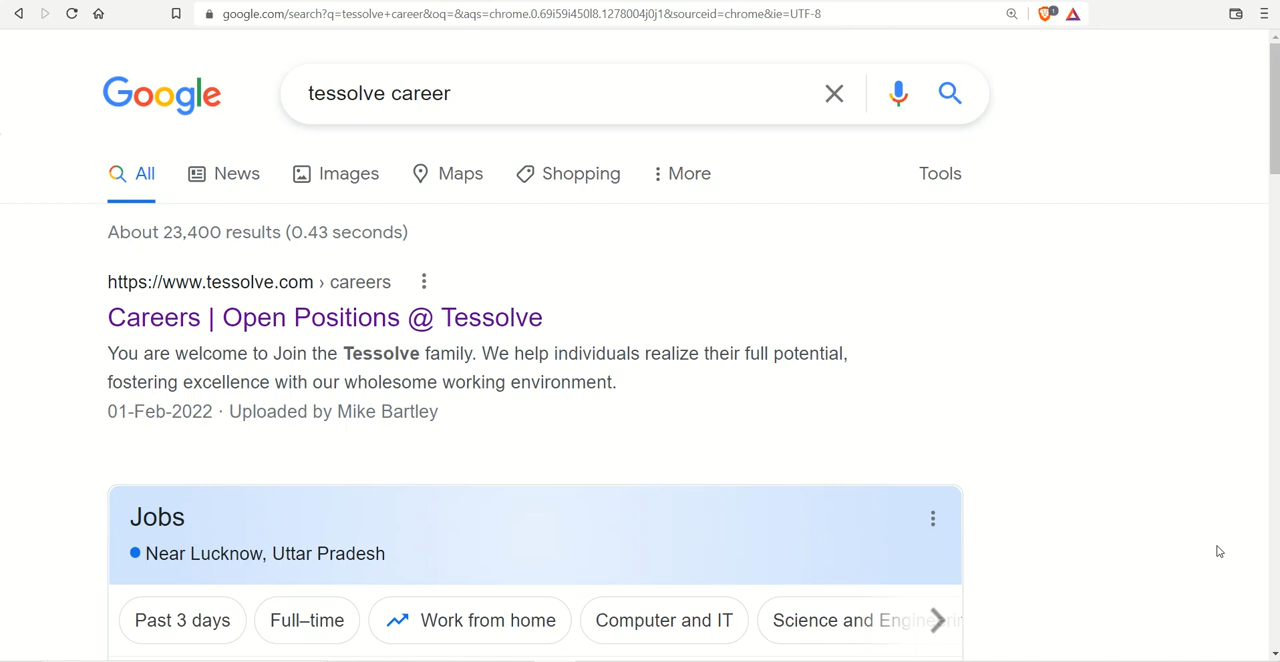 google.com/search?q=tessolve+career&oq=&aqs=chrome.0.69i59i450l8.1278004j0j1&sourceid=chrome&ie=UTF-8
1
Google
tessolve career
All News Images Maps Shopping More Tools
About 23,400 results (0.43 seconds)
https://www.tessolve.com › careers
Careers | Open Positions @ Tessolve
You are welcome to Join the Tessolve family. We help individuals realize their full potential,
fostering excellence with our wholesome working environment.
01-Feb-2022 · Uploaded by Mike Bartley
Jobs
Near Lucknow, Uttar Pradesh
Past 3 days Full–time Work from home Computer and IT Science and Engineerin